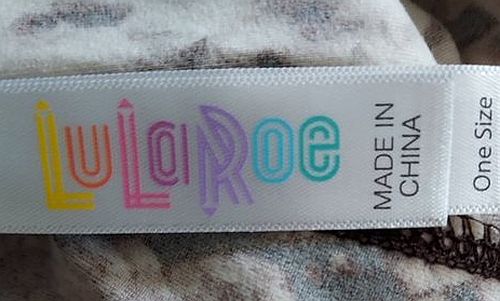 LuLaRoe
MADE IN
CHINA
One Size